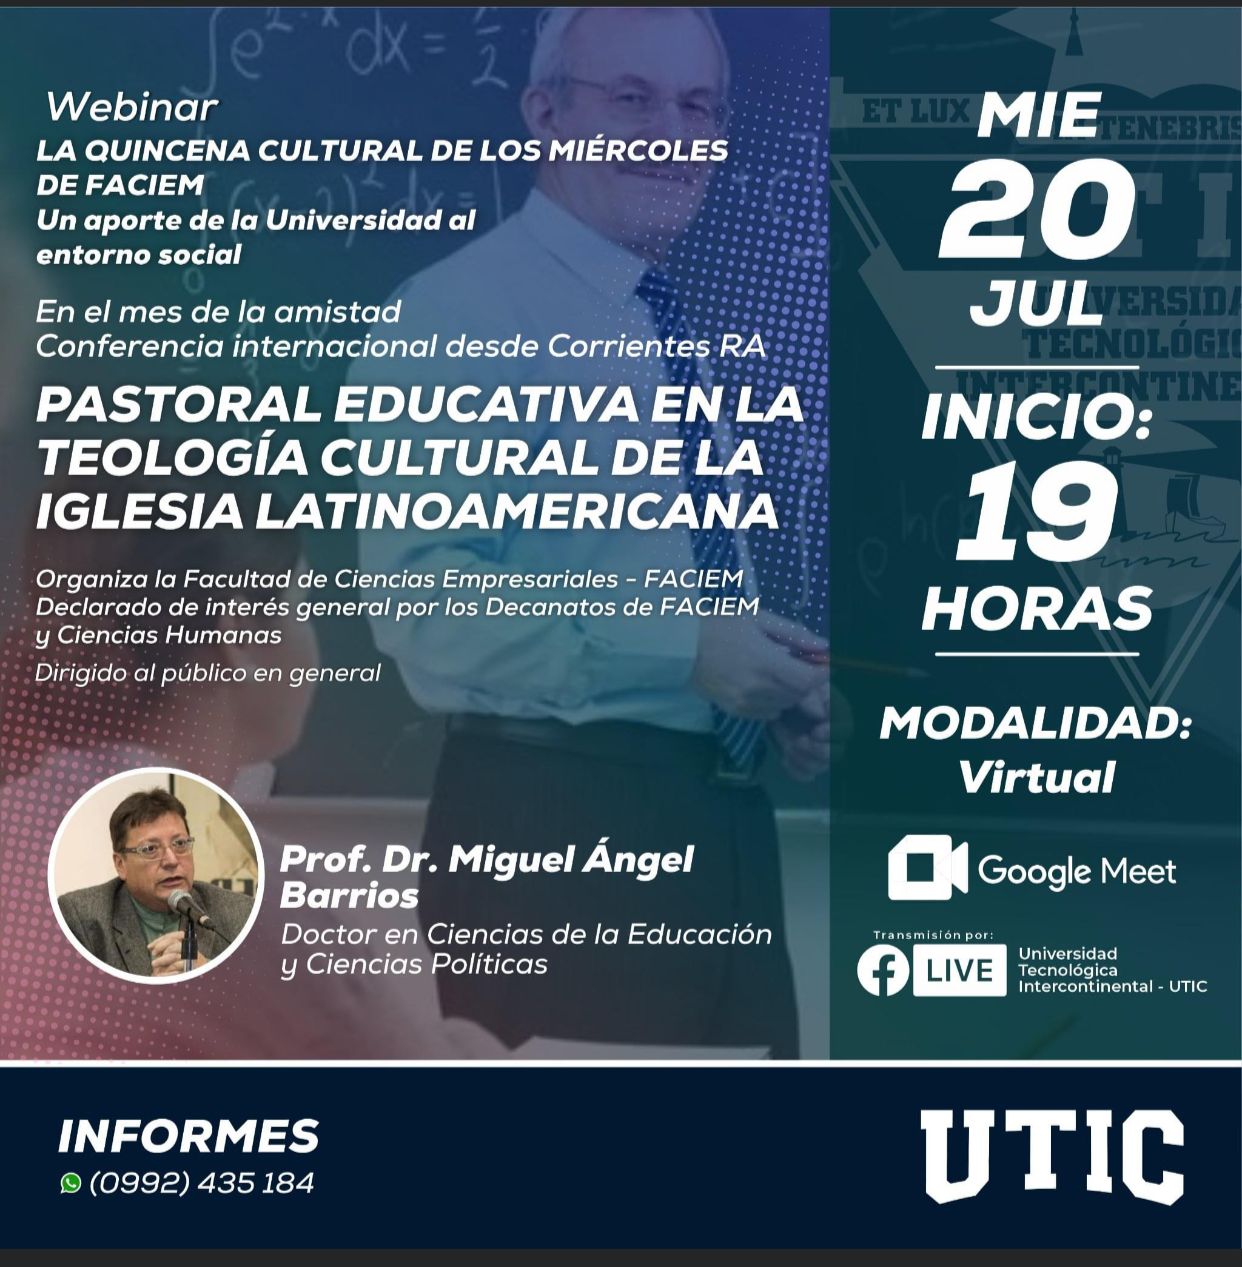 Webinar
LA QUINCENA CULTURAL DE LOS MIÉRCOLES
DE FACIEM
Un aporte de la Universidad al
entorno social
En el mes de la amistad
Conferencia internacional desde Corrientes RA
PASTORAL EDUCATIVA EN LA
TEOLOGÍA CULTURAL DE LA
IGLESIA LATINOAMERICANA
Organiza la Facultad de Ciencias Empresariales - FACIEM
Declarado de interés general por los Decanatos de FACIEM
y Ciencias Humanas
Dirigido al público en general
Prof. Dr. Miguel Ángel
Barrios
Doctor en Ciencias de la Educación
y Ciencias Políticas
MIE
20
JUL
INICIO:
19
HORAS
MODALIDAD:
Virtual
Google Meet
Transmisión por:
LIVE
Universidad
Tecnológica
Intercontinental - UTIC
ET LUX
TENEBRIS
INFORMES
(0992) 435 184
UTIC